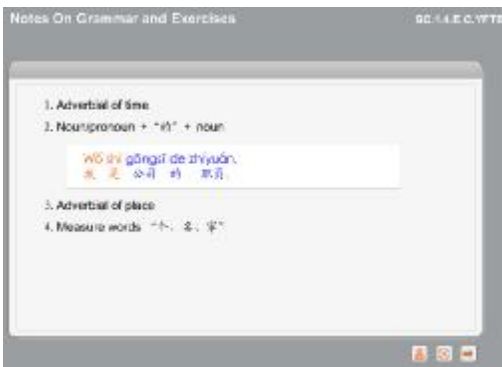 Notes On Grammar and Exercises
1. Adverbial of time
2. Noun/pronoun + "的" + noun
Wǒ shì gōngsī de zhíyuán.
我 是 公司 的 职员.
3. Adverbial of place
4. Measure words "个、名、家"